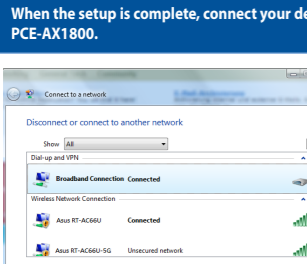 When the setup is complete, connect your
PCE-AX1800.
Connect to a network
Disconnect or connect to
another network
Show All
Dial-up and VPN
Broadband Connection Connected
Wireless Network Connection
Asus RT-AC66U Connected
Asus RT-AC66U-5G Unsecured network